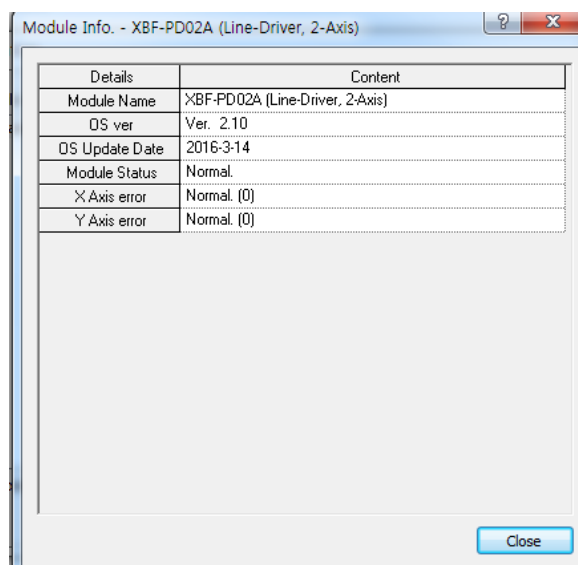 Module Info. - XBF-PD02A (Line-Driver, 2-Axis)
Details Content
Module Name XBF-PD02A (Line-Driver, 2-Axis)
OS ver Ver. 2.10
OS Update Date 2016-3-14
Module Status Normal.
X Axis error Normal. (0)
Y Axis error Normal. (0)
Close